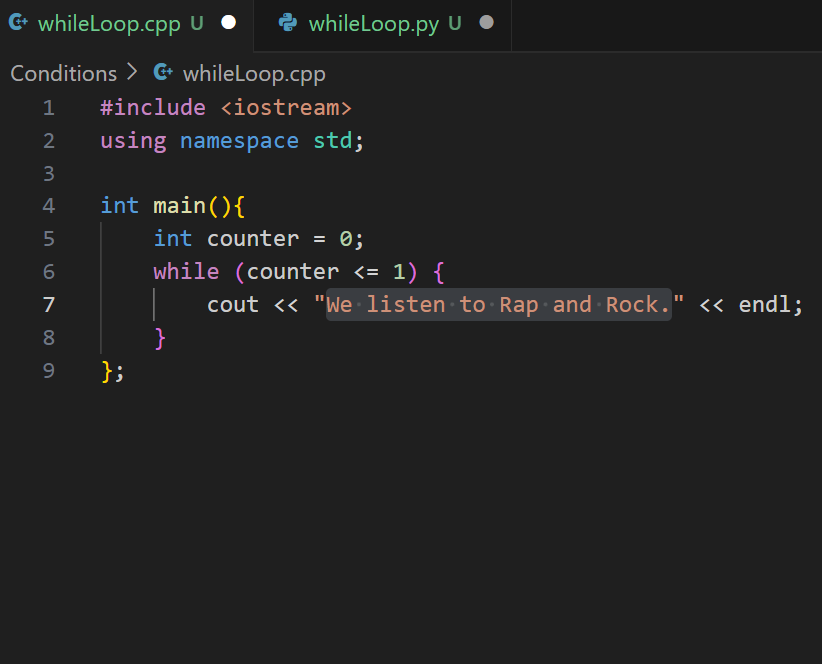 whileLoop.cpp U whileLoop.py U
Conditions > whileLoop.cpp
1 #include <iostream>
2 using namespace std;
3
4 int main(){
5     int counter = 0;
6     while (counter <= 1) {
7         cout << "We listen to Rap and Rock." << endl;
8     }
9 };